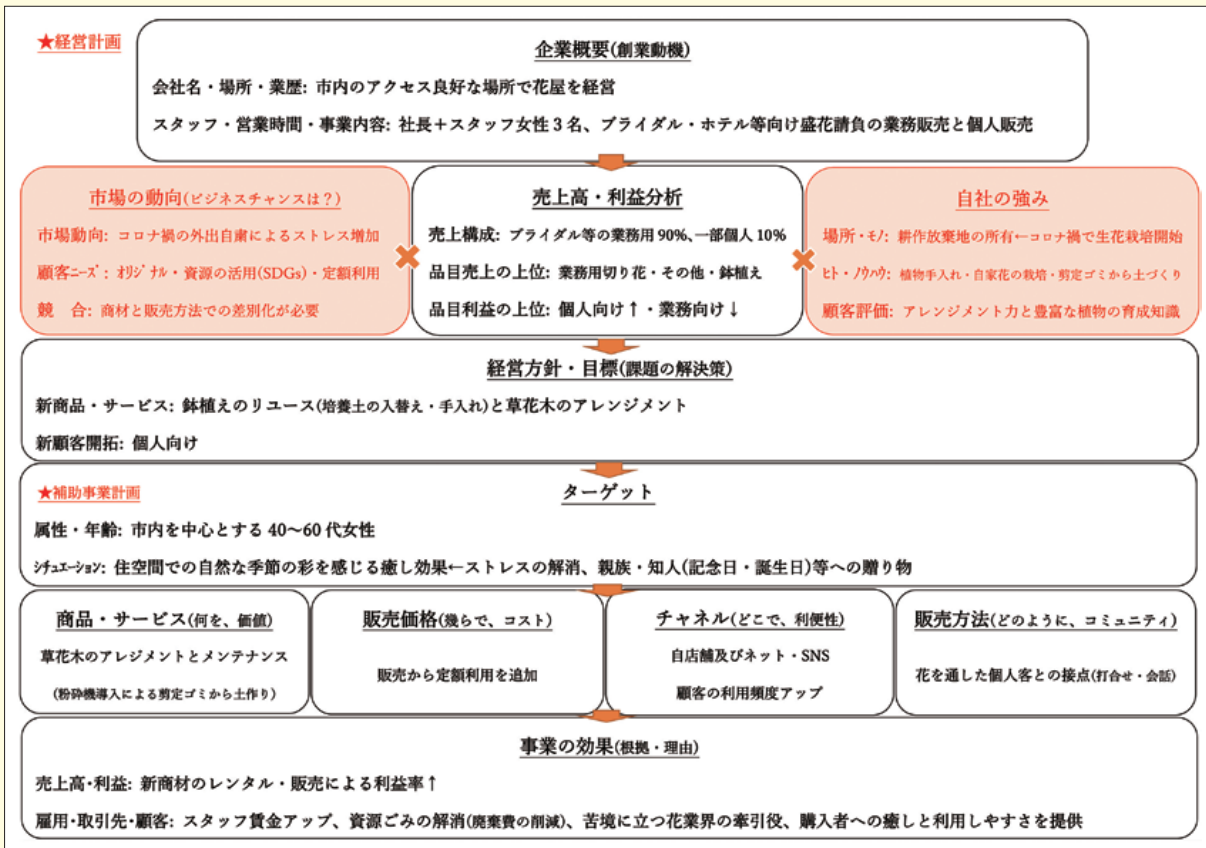 ★経営計画
企業概要(創業動機)
会社名・場所・業歴: 市内のアクセス良好な場所で花屋を経営
スタッフ・営業時間・事業内容: 社長+スタッフ女性3名、ブライダル・ホテル等向け盛花請負の業務販売と個人販売
市場の動向(ビジネスチャンスは?)
市場動向: コロナ禍の外出自粛によるストレス増加
顧客ニーズ: オリジナル・資源の活用(SDGs)・定額利用
競 合: 商材と販売方法での差別化が必要
売上高・利益分析
売上構成: ブライダル等の業務用90%、一部個人10%
品目売上の上位: 業務用切り花・その他・鉢植え
品目利益の上位: 個人向け↑・業務向け↓
自社の強み
場所・モノ: 耕作放棄地の所有←コロナ禍で生花栽培開始
ヒト・ノウハウ: 植物手入れ・自家花の栽培・剪定ゴミから土づくり
顧客評価: アレンジメント力と豊富な植物の育成知識
経営方針・目標(課題の解決策)
新商品・サービス: 鉢植えのリユース(培養土の入替え・手入れ)と草花木のアレンジメント
新顧客開拓: 個人向け
★補助事業計画
ターゲット
属性・年齢: 市内を中心とする40〜60代女性
シチュエーション: 住空間での自然な季節の彩を感じる癒し効果←ストレスの解消、親族・知人(記念日・誕生日)等への贈り物
商品・サービス(何を、価値)
草花木のアレジメントとメンテナンス
(粉砕機導入による剪定ゴミから土作り)
販売価格(幾らで、コスト)
販売から定額利用を追加
チャネル(どこで、利便性)
自店舗及びネット・SNS
顧客の利用頻度アップ
販売方法(どのように、コミュニティ)
花を通した個人客との接点(打合せ・会話)
事業の効果(根拠・理由)
売上高・利益: 新商材のレンタル・販売による利益率↑
雇用・取引先・顧客: スタッフ賃金アップ、資源ごみの解消(廃棄費の削減)、苦境に立つ花業界の牽引役、購入者への癒しと利用しやすさを提供